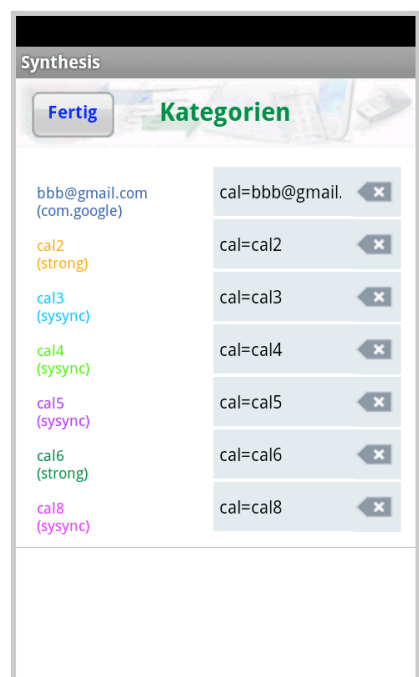 Synthesis
Fertig
Kategorien
bbb@gmail.com
(com.google)
cal=bbb@gmail.
cal2
(strong)
cal=cal2
cal3
(sysync)
cal=cal3
cal4
(sysync)
cal=cal4
cal5
(sysync)
cal=cal5
cal6
(strong)
cal=cal6
cal8
(sysync)
cal=cal8